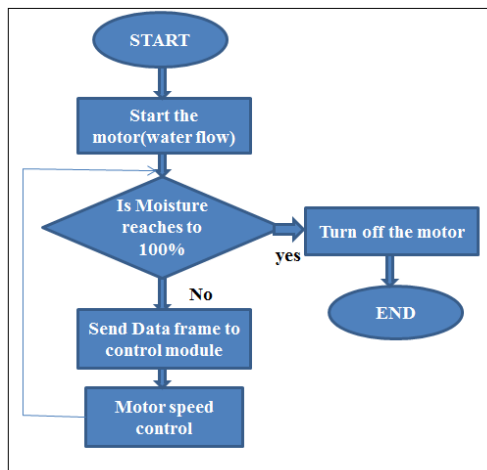 START
Start the
motor(water flow)
Is Moisture
reaches to
100%
yes
Turn off the motor
END
No
Send Data frame to
control module
Motor speed
control